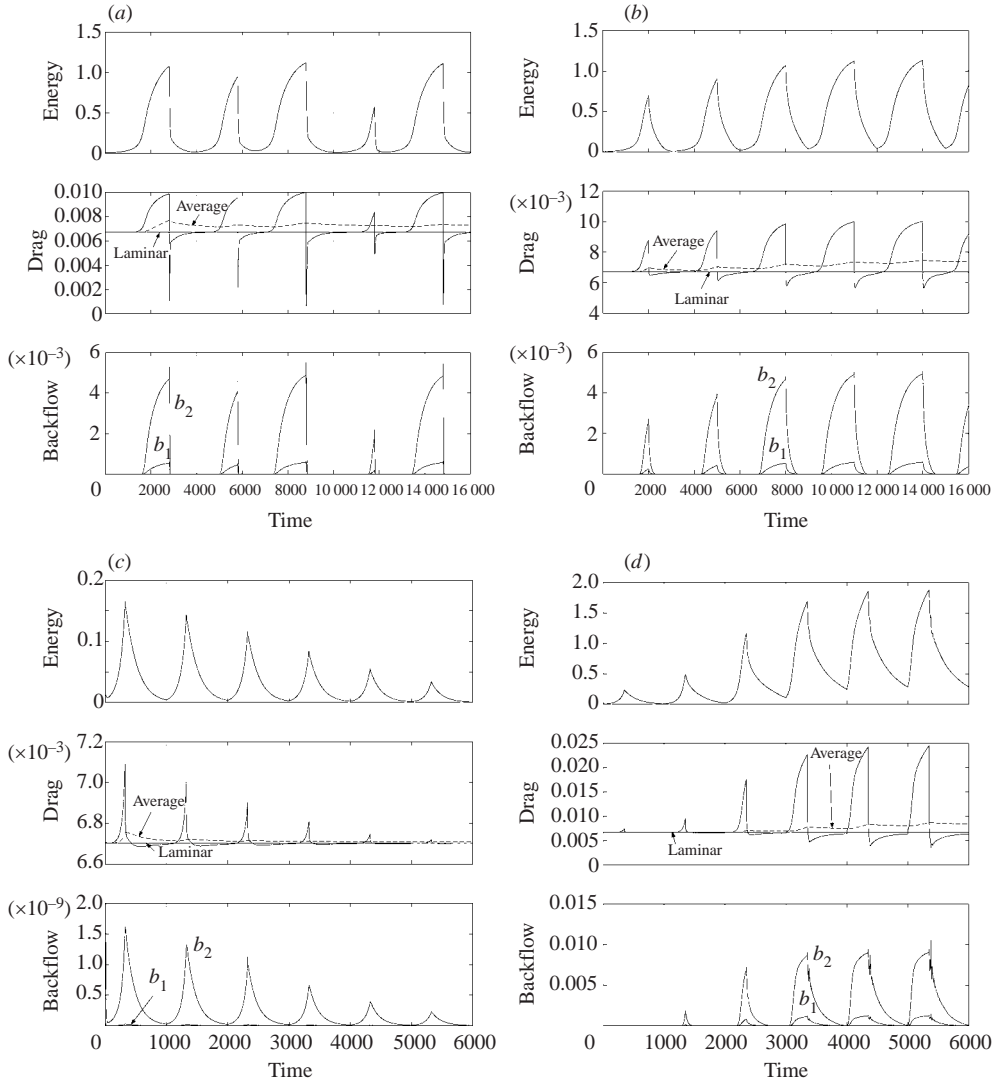 (a)
1.5
1.0
0.5
0
Energy
0.010
0.008
0.006
0.004
0.002
0
Drag
Average
Laminar
(×10⁻³)
6
4
2
0
Backflow
b₂
b₁
2000 4000 6000 8000 10 000 12 000 14 000 16 000
Time
(b)
1.5
1.0
0.5
0
Energy
(×10⁻³)
12
10
8
6
4
Drag
Average
Laminar
(×10⁻³)
6
4
2
0
Backflow
b₂
b₁
2000 4000 6000 8000 10 000 12 000 14 000 16 000
Time
(c)
0.2
0.1
0
Energy
(×10⁻³)
7.2
7.0
6.8
6.6
Drag
Average
Laminar
(×10⁻⁹)
2.0
1.5
1.0
0.5
Backflow
b₁
b₂
0 1000 2000 3000 4000 5000 6000
Time
(d)
2.0
1.5
1.0
0.5
0
Energy
0.025
0.020
0.015
0.010
0.005
0
Drag
Average
Laminar
0.015
0.010
0.005
Backflow
b₂
b₁
0 1000 2000 3000 4000 5000 6000
Time